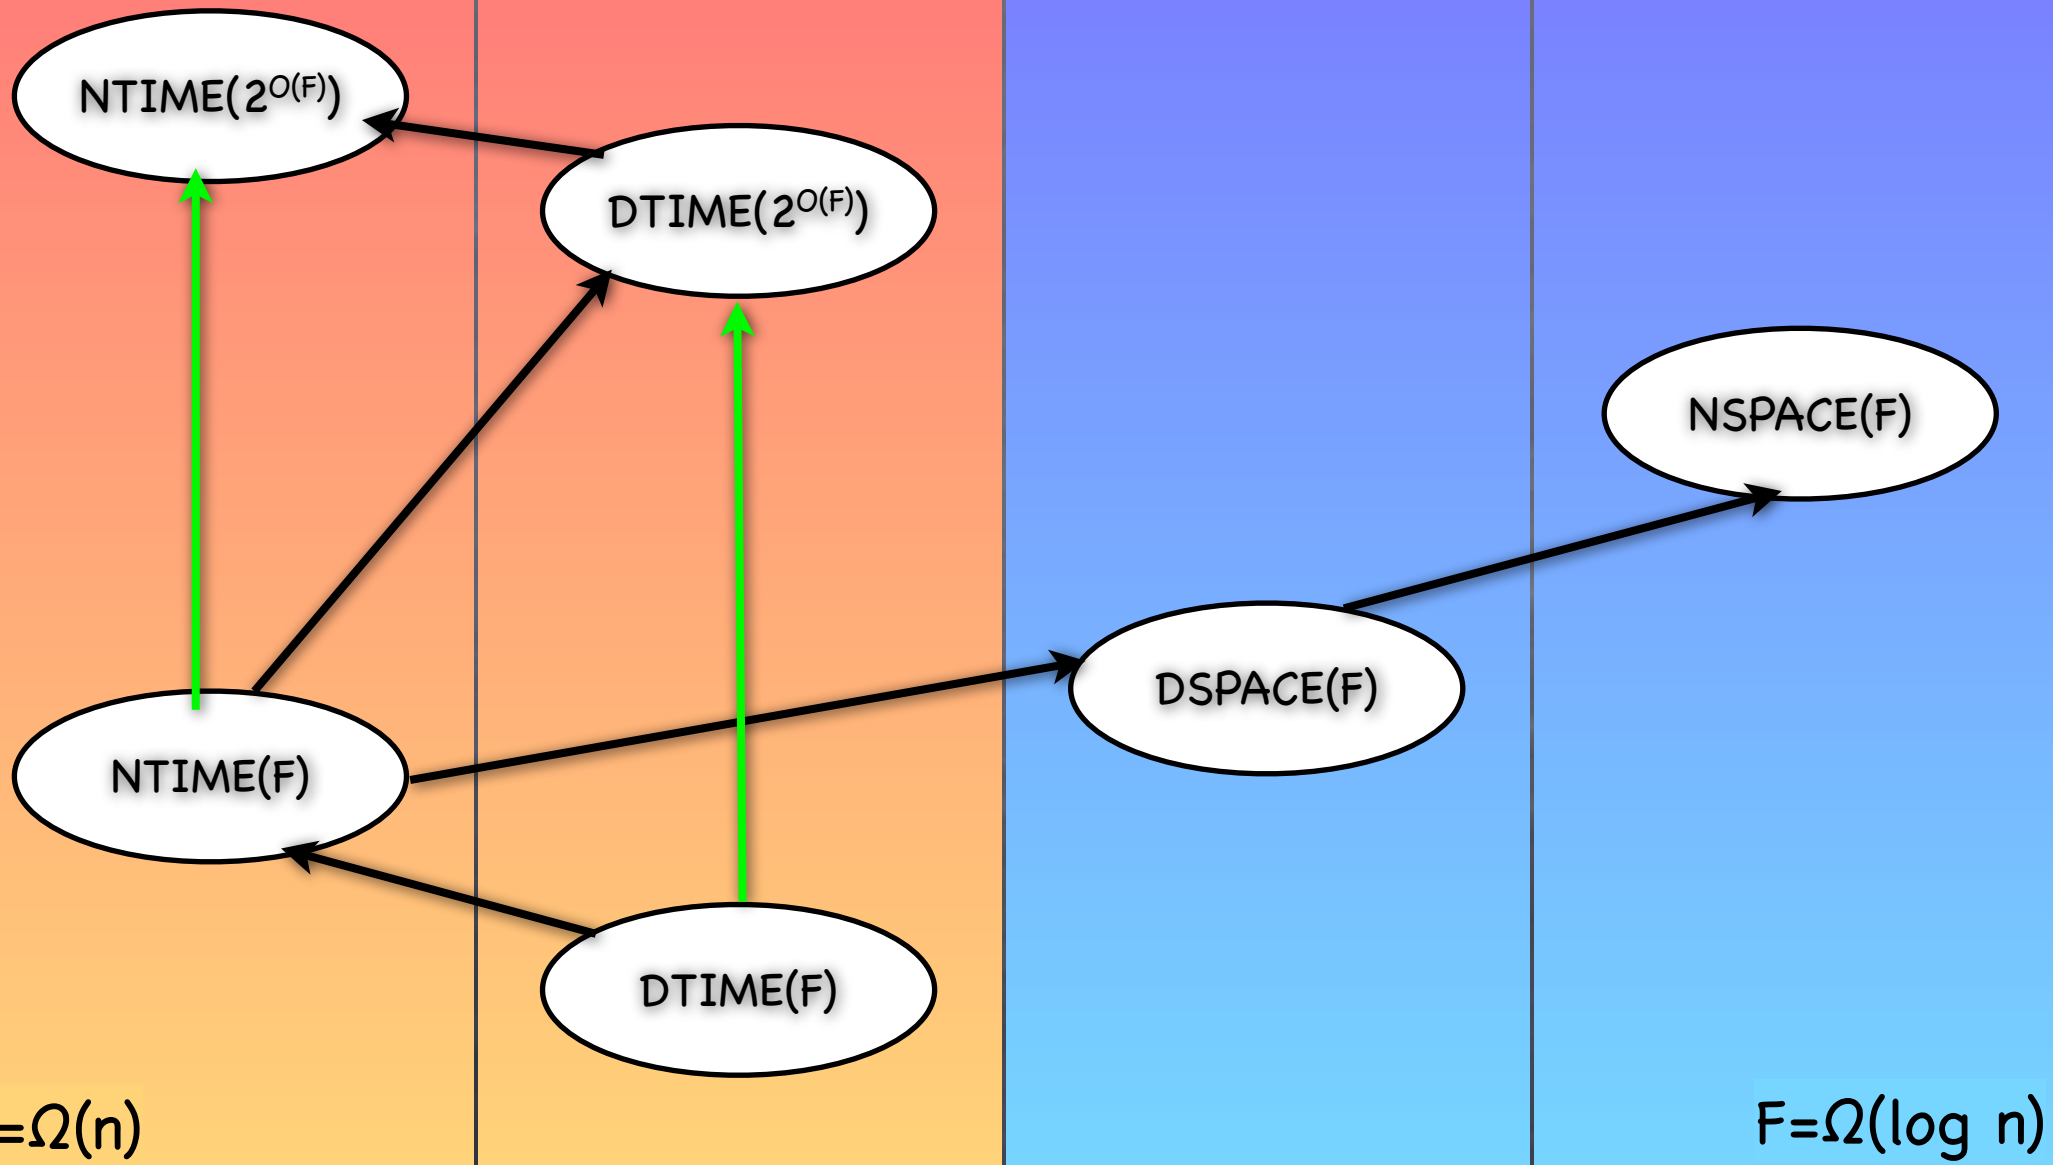 NTIME(2^O(F))
DTIME(2^O(F))
NSPACE(F)
DSPACE(F)
NTIME(F)
DTIME(F)
=Ω(n)
F=Ω(log n)